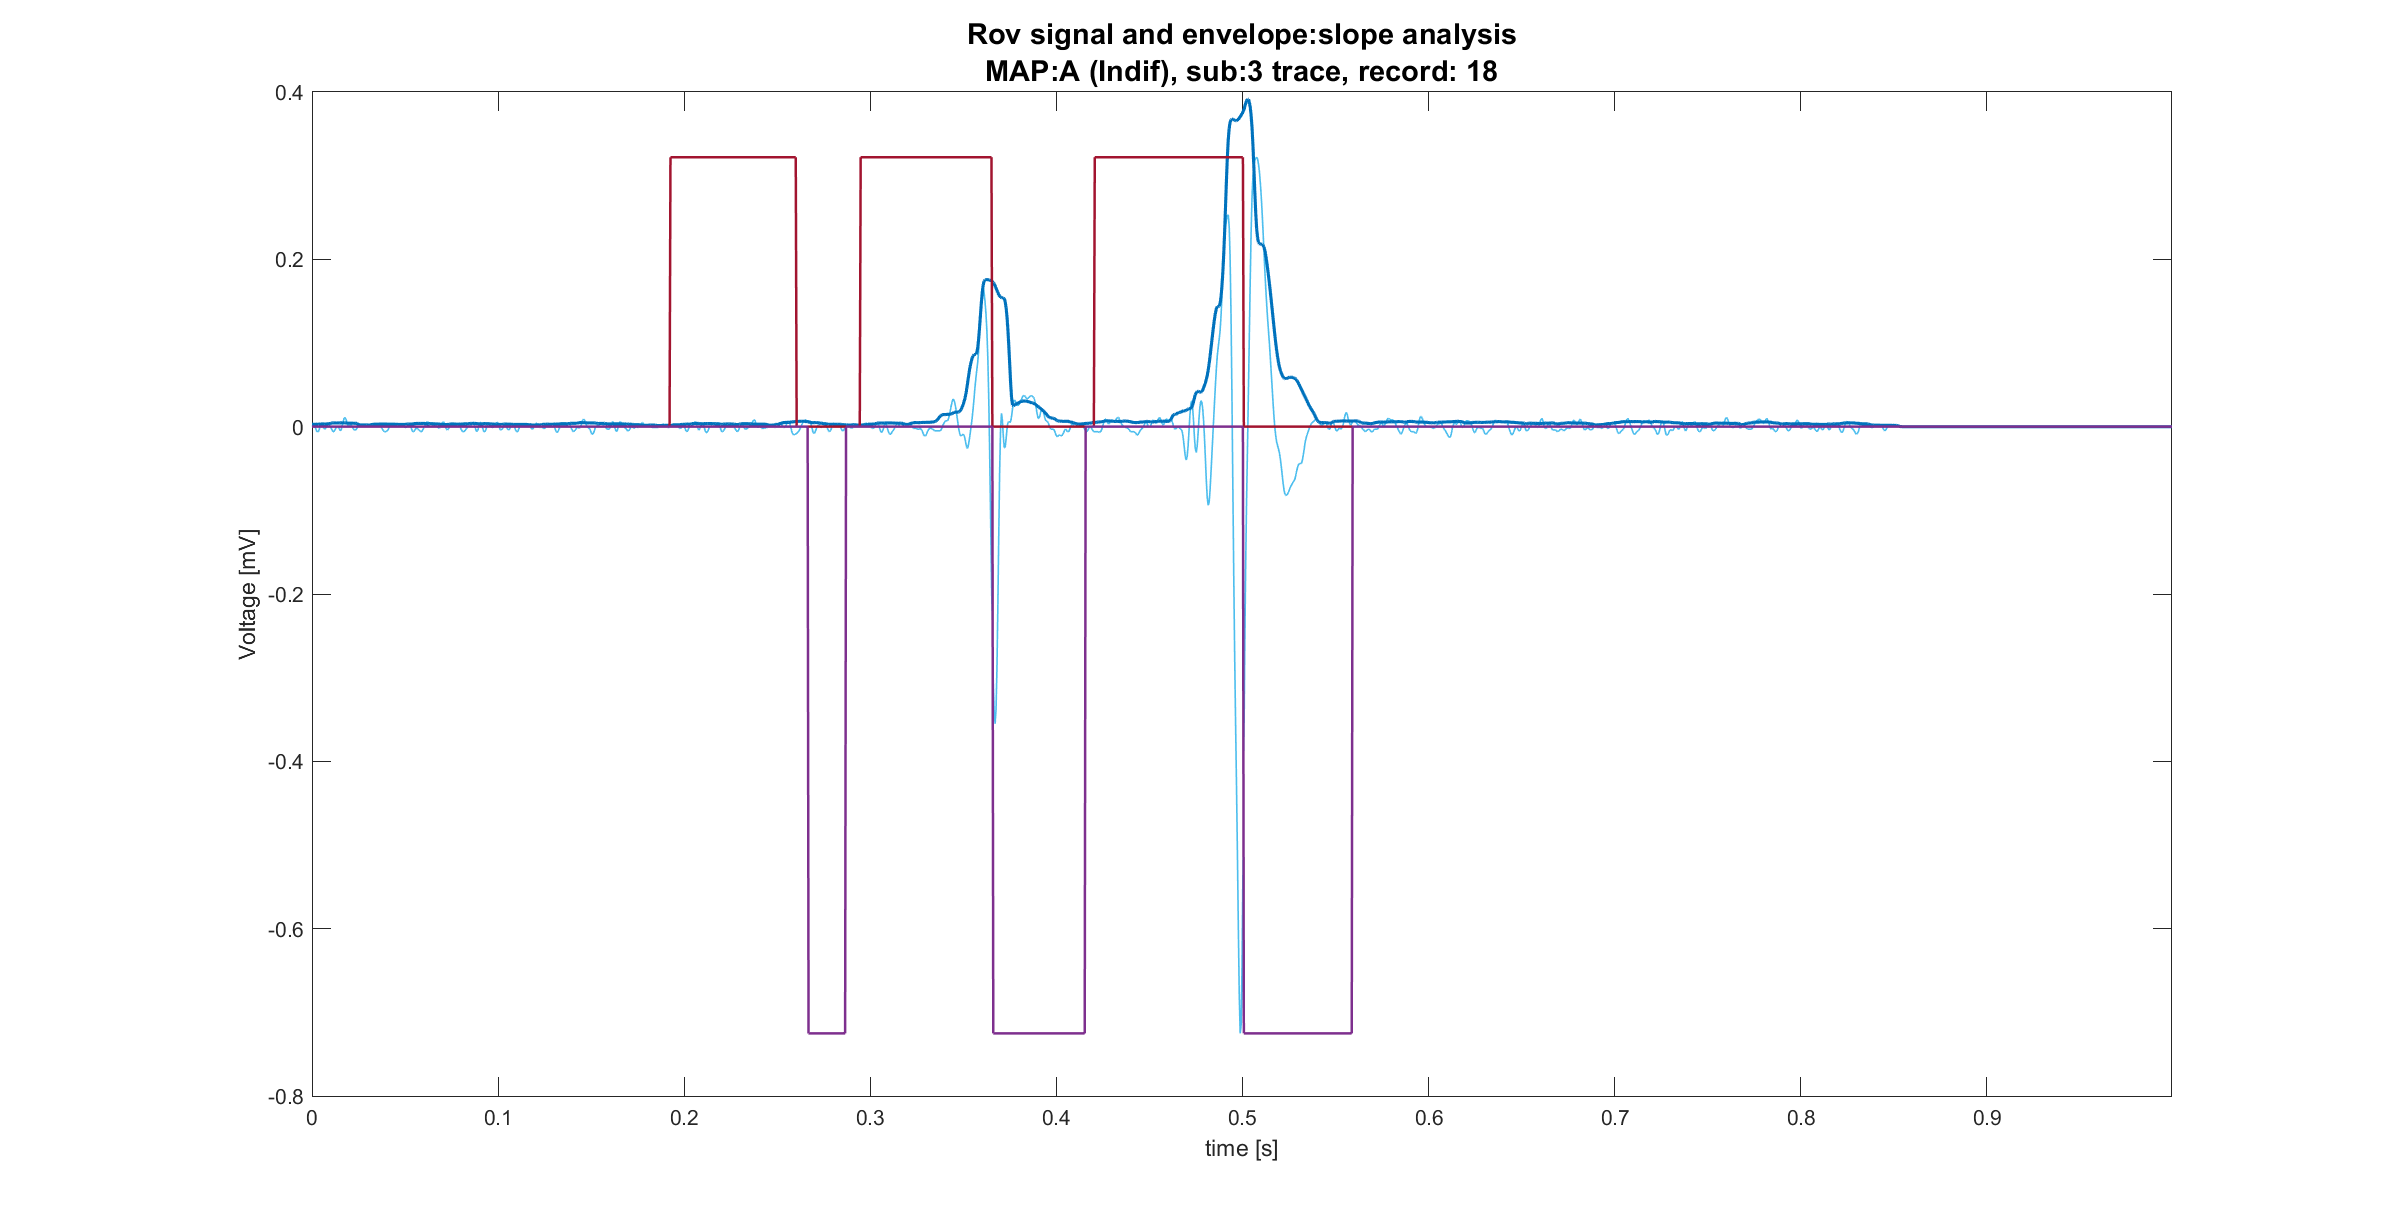 Rov signal and envelope:slope analysis
MAP:A (Indif), sub:3 trace, record: 18
0.4
0.2
0
-0.2
-0.4
-0.6
-0.8
Voltage [mV]
0 0.1 0.2 0.3 0.4 0.5 0.6 0.7 0.8 0.9
time [s]